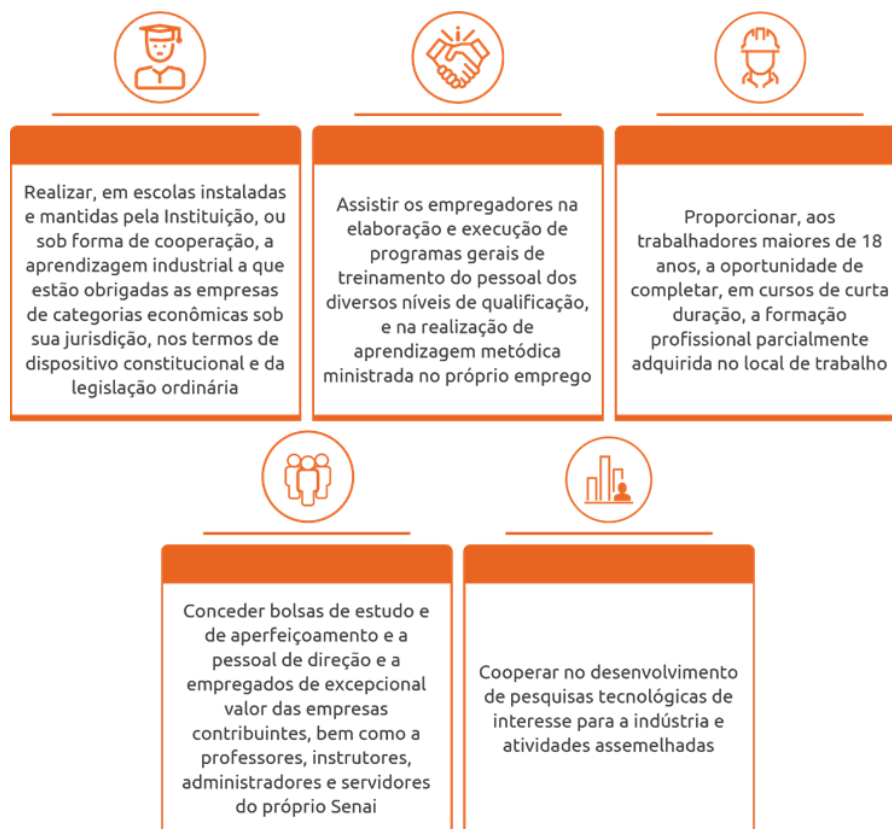 Realizar, em escolas instaladas
e mantidas pela Instituição, ou
sob forma de cooperação, a
aprendizagem industrial a que
estão obrigadas as empresas
de categorias econômicas sob
sua jurisdição, nos termos de
dispositivo constitucional e da
legislação ordinária
Assistir os empregadores na
elaboração e execução de
programas gerais de
treinamento do pessoal dos
diversos níveis de qualificação,
e na realização de
aprendizagem metódica
ministrada no próprio emprego
Proporcionar, aos
trabalhadores maiores de 18
anos, a oportunidade de
completar, em cursos de curta
duração, a formação
profissional parcialmente
adquirida no local de trabalho
Conceder bolsas de estudo e
de aperfeiçoamento e a
pessoal de direção e a
empregados de excepcional
valor das empresas
contribuintes, bem como a
professores, instrutores,
administradores e servidores
do próprio Senai
Cooperar no desenvolvimento
de pesquisas tecnológicas de
interesse para a indústria e
atividades assemelhadas